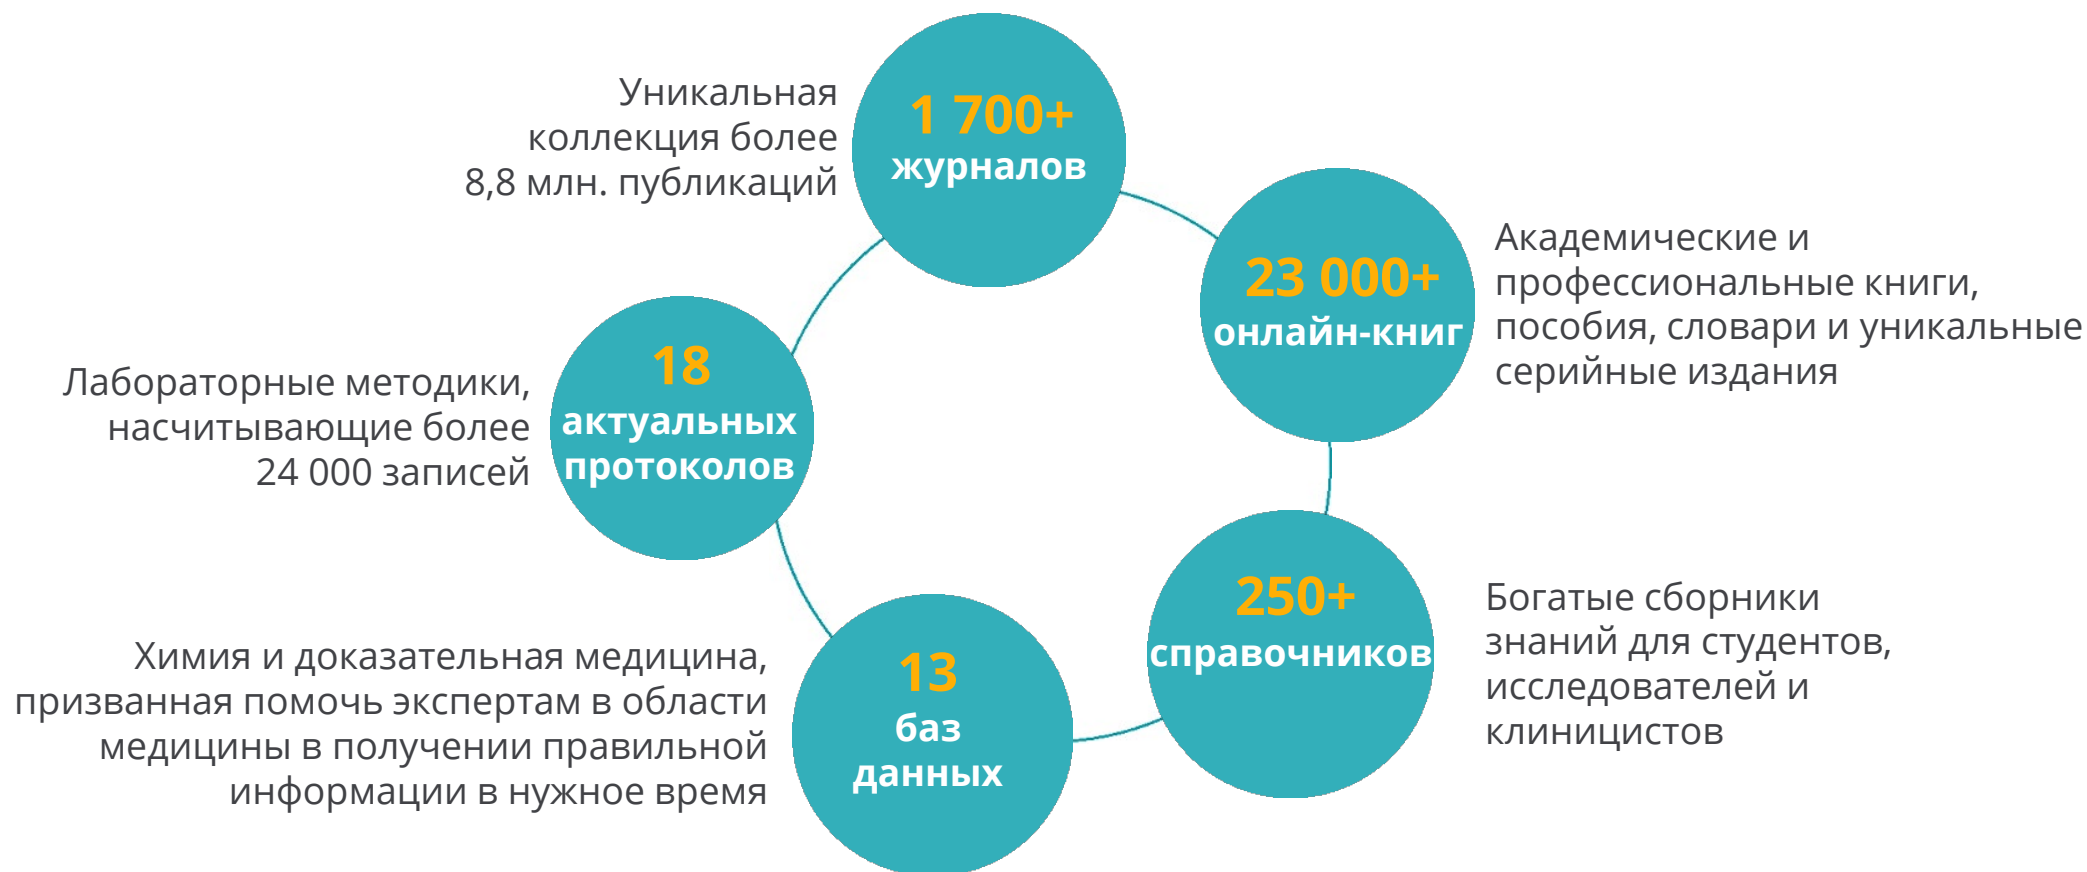 Уникальная
коллекция более
8,8 млн. публикаций
1 700+
журналов
23 000+
онлайн-книг
Академические и
профессиональные книги,
пособия, словари и уникальные
серийные издания
Лабораторные методики,
насчитывающие более
24 000 записей
18
актуальных
протоколов
250+
справочников
Богатые сборники
знаний для студентов,
исследователей и
клиницистов
Химия и доказательная медицина,
призванная помочь экспертам в области
медицины в получении правильной
информации в нужное время
13
баз
данных